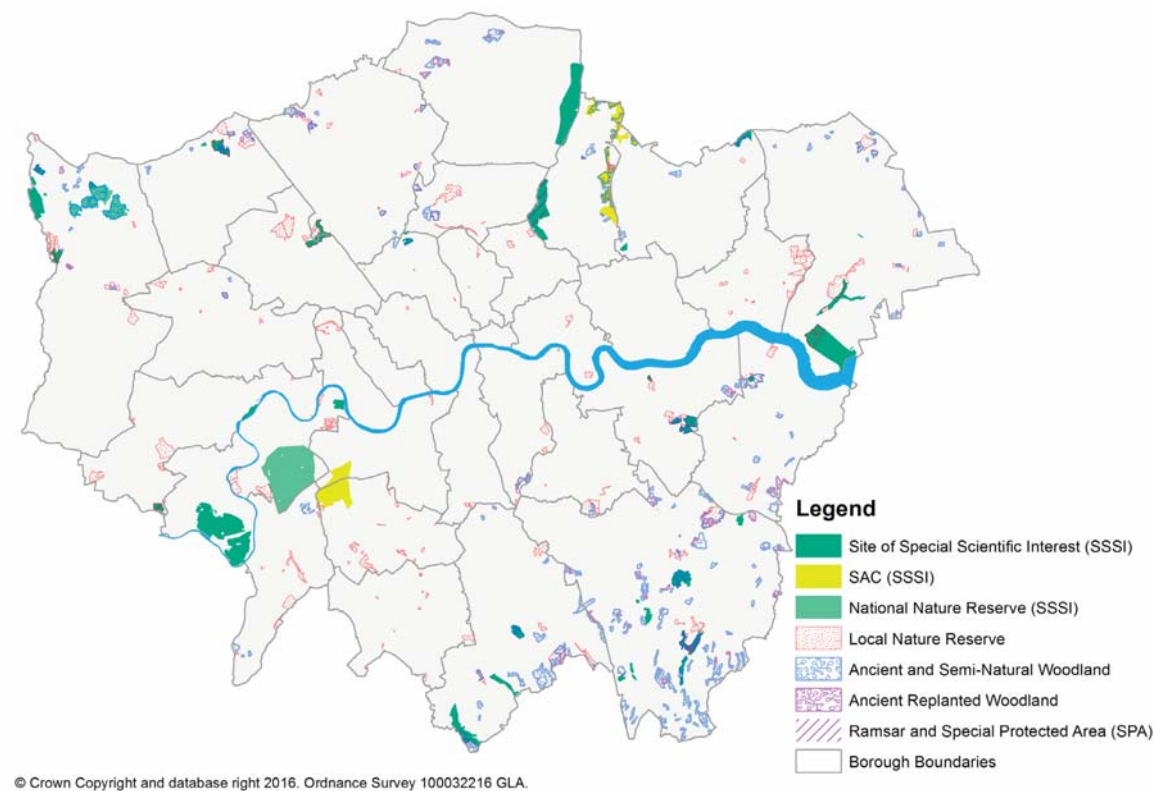 Legend
Site of Special Scientific Interest (SSSI)
SAC (SSSI)
National Nature Reserve (SSSI)
Local Nature Reserve
Ancient and Semi-Natural Woodland
Ancient Replanted Woodland
Ramsar and Special Protected Area (SPA)
Borough Boundaries
© Crown Copyright and database right 2016. Ordnance Survey 100032216 GLA.